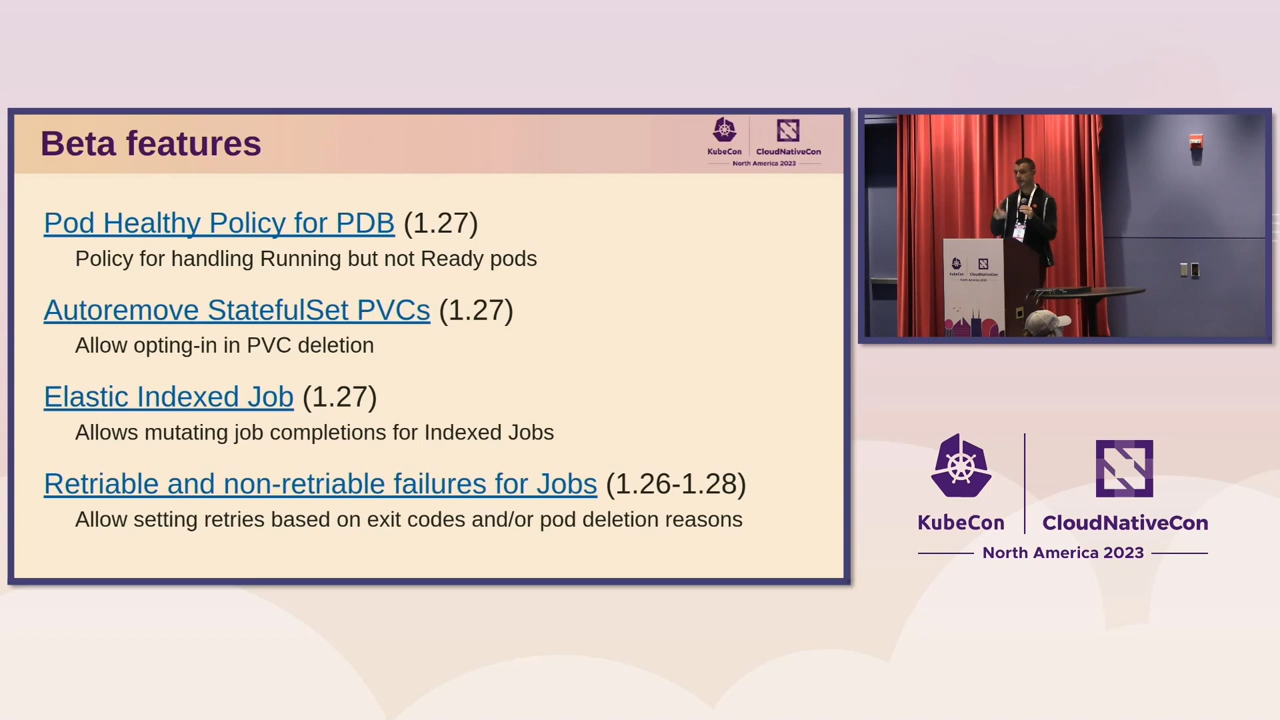 Beta features
KubeCon
CloudNativeCon
North America 2023
Pod Healthy Policy for PDB (1.27)
Policy for handling Running but not Ready pods
Autoremove StatefulSet PVCs (1.27)
Allow opting-in in PVC deletion
Elastic Indexed Job (1.27)
Allows mutating job completions for Indexed Jobs
Retriable and non-retriable failures for Jobs (1.26-1.28)
Allow setting retries based on exit codes and/or pod deletion reasons
KubeCon
CloudNativeCon
North America 2023